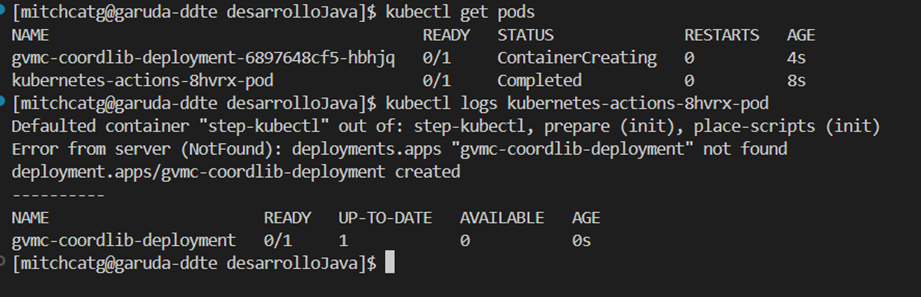 [mitchcatg@garuda-ddte desarrolloJava]$ kubectl get pods
NAME READY STATUS RESTARTS AGE
gvmc-coordlib-deployment-6897648cf5-hbhjq 0/1 ContainerCreating 0 4s
kubernetes-actions-8hvrx-pod 0/1 Completed 0 8s
[mitchcatg@garuda-ddte desarrolloJava]$ kubectl logs kubernetes-actions-8hvrx-pod
Defaulted container "step-kubectl" out of: step-kubectl, prepare (init), place-scripts (init)
Error from server (NotFound): deployments.apps "gvmc-coordlib-deployment" not found
deployment.apps/gvmc-coordlib-deployment created
----------
NAME READY UP-TO-DATE AVAILABLE AGE
gvmc-coordlib-deployment 0/1 1 0 0s
[mitchcatg@garuda-ddte desarrolloJava]$